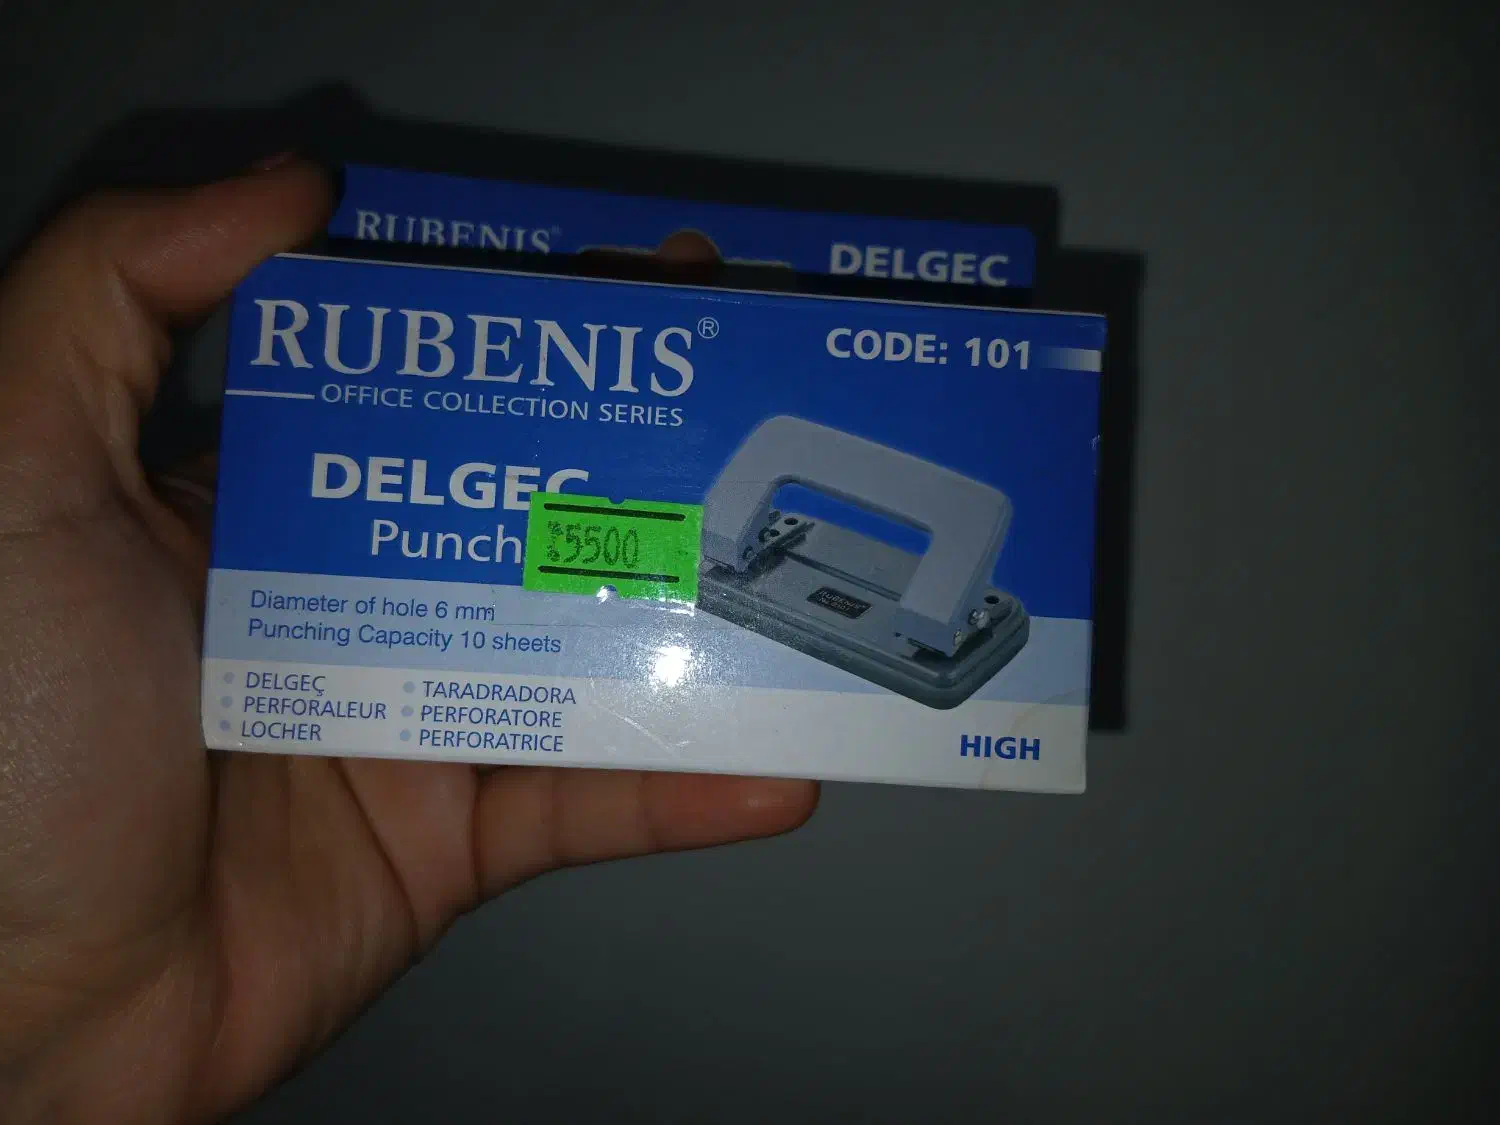 RUBENIS
DELGEC
RUBENIS®
CODE: 101
OFFICE COLLECTION SERIES
DELGEC
Punch
5500
Diameter of hole 6 mm
Punching Capacity 10 sheets
DELGEÇ
PERFORALEUR
LOCHER
TARADRADORA
PERFORATORE
PERFORATRICE
RUBENIS
HIGH